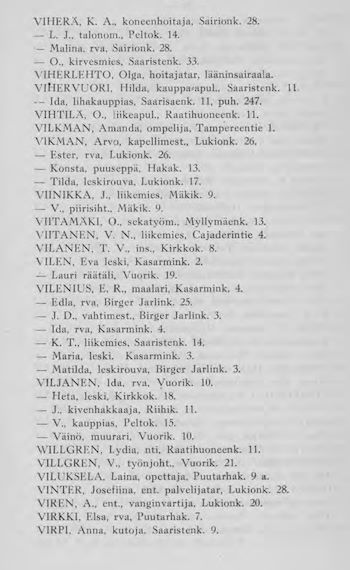 VIHERÄ, K. A., koneenhoitaja, Sairionk. 28.
— L. J., talonom., Peltok. 14.
— Malina, rva, Sairionk. 28.
— O., kirvesmies, Saaristenk. 33.
VIHERLEHTO, Olga, hoitajatar, lääninsairaala.
VIHERVUORI, Hilda, kauppa-apul., Saaristenk. 11.
-- Ida, lihakauppias, Saarisaenk. 11, puh. 247.
VIHTILÄ, O., liikeapul., Raatihuoneenk. 11.
VILKMAN, Amanda, ompelija, Tampereentie 1.
VIKMAN, Arvo, kapellimest., Lukionk. 26.
— Ester, rva, Lukionk. 26.
— Konsta, puuseppä, Hakak. 13.
— Tilda, leskirouva, Lukionk. 17.
VIINIKKA, J., liikemies, Mäkik. 9.
— V., piirisiht., Mäkik. 9.
VIITAMÄKI, O., sekatyöm., Myllymäenk. 13.
VIITANEN, V. N., liikemies, Cajaderintie 4.
VILANEN, T. V., ins., Kirkkok. 8.
VILEN, Eva leski, Kasarmink. 2.
— Lauri räätäli, Vuorik. 19.
VILENIUS, E. R., maalari, Kasarmink. 4.
— Edla, rva, Birger Jarlink. 25.
— J. D., vahtimest., Birger Jarlink. 3.
— Ida, rva, Kasarmink. 4.
— K. T., liikemies, Saaristenk. 14.
— Maria, leski, Kasarmink. 3.
— Matilda, leskirouva, Birger Jarlink. 3.
VILJANEN, Ida, rva, Vuorik. 10.
— Heta, leski, Kirkkok. 18.
— J., kivenhakkaaja, Riihik. 11.
— V., kauppias, Peltok. 15.
— Väinö, muurari, Vuorik. 10.
WILLGREN, Lydia, nti, Raatihuoneenk. 11.
VILLGREN, V., työnjoht., Vuorik. 21.
VILUKSELA, Laina, opettaja, Puutarhak. 9 a.
VINTER, Josefiina, ent. palvelijatar, Lukionk. 28.
VIREN, A., ent., vanginvartija, Lukionk. 20.
VIRKKI, Elsa, rva, Puutarhak. 7.
VIRPI, Anna, kutoja, Saaristenk. 9.